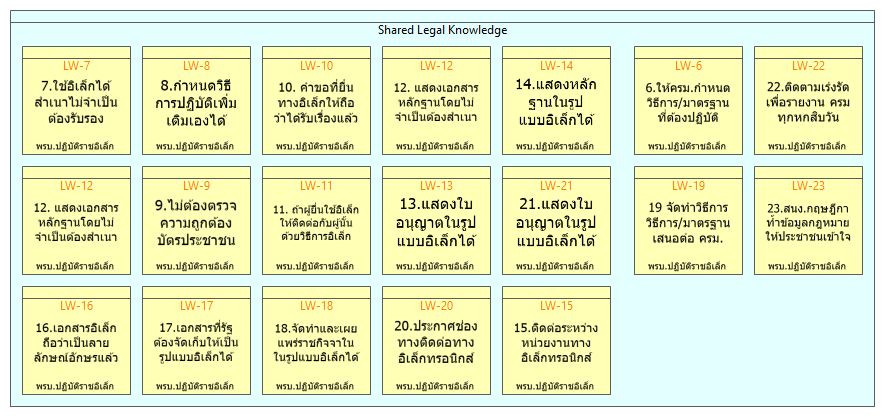 Shared Legal Knowledge
LW-7
7.ใช้อิเล็กได้
สำเนาไม่จำเป็น
ต้องรับรอง
พรบ.ปฏิบัติราชอิเล็ก
LW-8
8.กำหนดวิธี
การปฏิบัติเพิ่ม
เติมเองได้
พรบ.ปฏิบัติราชอิเล็ก
LW-10
10. คำขอที่ยื่น
ทางอิเล็กให้ถือ
ว่าได้รับเรื่องแล้ว
พรบ.ปฏิบัติราชอิเล็ก
LW-12
12. แสดงเอกสาร
หลักฐานโดยไม่
จำเป็นต้องสำเนา
พรบ.ปฏิบัติราชอิเล็ก
LW-14
14.แสดงหลัก
ฐานในรูป
แบบอิเล็กได้
พรบ.ปฏิบัติราชอิเล็ก
LW-6
6.ให้ครม.กำหนด
วิธีการ/มาตรฐาน
ที่ต้องปฏิบัติ
พรบ.ปฏิบัติราชอิเล็ก
LW-22
22.ติดตามเร่งรัด
เพื่อรายงาน ครม
ทุกหกสิบวัน
พรบ.ปฏิบัติราชอิเล็ก
LW-12
12. แสดงเอกสาร
หลักฐานโดยไม่
จำเป็นต้องสำเนา
พรบ.ปฏิบัติราชอิเล็ก
LW-9
9.ไม่ต้องตรวจ
ความถูกต้อง
บัตรประชาชน
พรบ.ปฏิบัติราชอิเล็ก
LW-11
11. ถ้าผู้ยื่นใช้อิเล็ก
ให้ติดต่อกับผู้นั้น
ด้วยวิธีการอิเล็ก
พรบ.ปฏิบัติราชอิเล็ก
LW-13
13.แสดงใบ
อนุญาตในรูป
แบบอิเล็กได้
พรบ.ปฏิบัติราชอิเล็ก
LW-21
21.แสดงใบ
อนุญาตในรูป
แบบอิเล็กได้
พรบ.ปฏิบัติราชอิเล็ก
LW-19
19 จัดทำวิธีการ
วิธีการ/มาตรฐาน
เสนอต่อ ครม.
พรบ.ปฏิบัติราชอิเล็ก
LW-23
23.สนง.กฤษฎีกา
ทำข้อมูลกฎหมาย
ให้ประชาชนเข้าใจ
พรบ.ปฏิบัติราชอิเล็ก
LW-16
16.เอกสารอิเล็ก
ถือว่าเป็นลาย
ลักษณ์อักษรแล้ว
พรบ.ปฏิบัติราชอิเล็ก
LW-17
17.เอกสารที่รัฐ
ต้องจัดเก็บให้เป็น
รูปแบบอิเล็กได้
พรบ.ปฏิบัติราชอิเล็ก
LW-18
18.จัดทำและเผย
แพร่ราชกิจจาใน
ในรูปแบบอิเล็กได้
พรบ.ปฏิบัติราชอิเล็ก
LW-20
20.ประกาศช่อง
ทางติดต่อทาง
อิเล็กทรอนิกส์
พรบ.ปฏิบัติราชอิเล็ก
LW-15
15.ติดต่อระหว่าง
หน่วยงานทาง
อิเล็กทรอนิกส์
พรบ.ปฏิบัติราชอิเล็ก